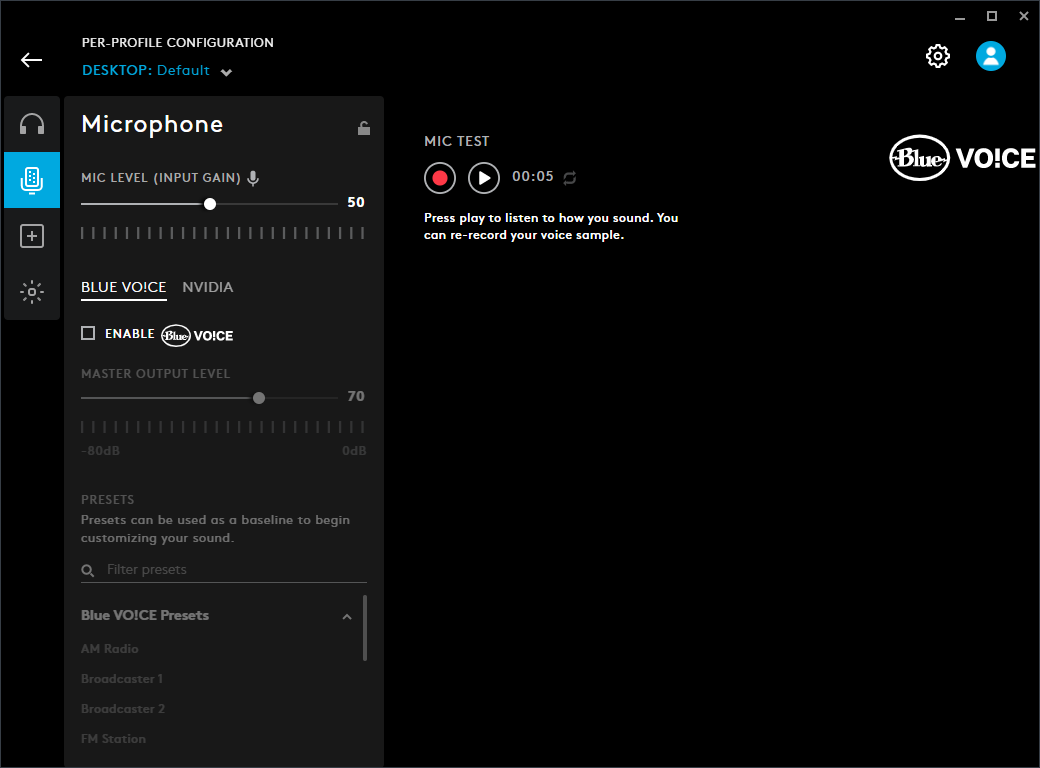 PER-PROFILE CONFIGURATION
DESKTOP: Default
Microphone
MIC LEVEL (INPUT GAIN)
50
BLUE VO!CE NVIDIA
ENABLE Blue VO!CE
MASTER OUTPUT LEVEL
70
-80dB 0dB
PRESETS
Presets can be used as a baseline to begin
customizing your sound.
Filter presets
Blue VO!CE Presets
AM Radio
Broadcaster 1
Broadcaster 2
FM Station
MIC TEST
00:05
Press play to listen to how you sound. You
can re-record your voice sample.
Blue VO!CE